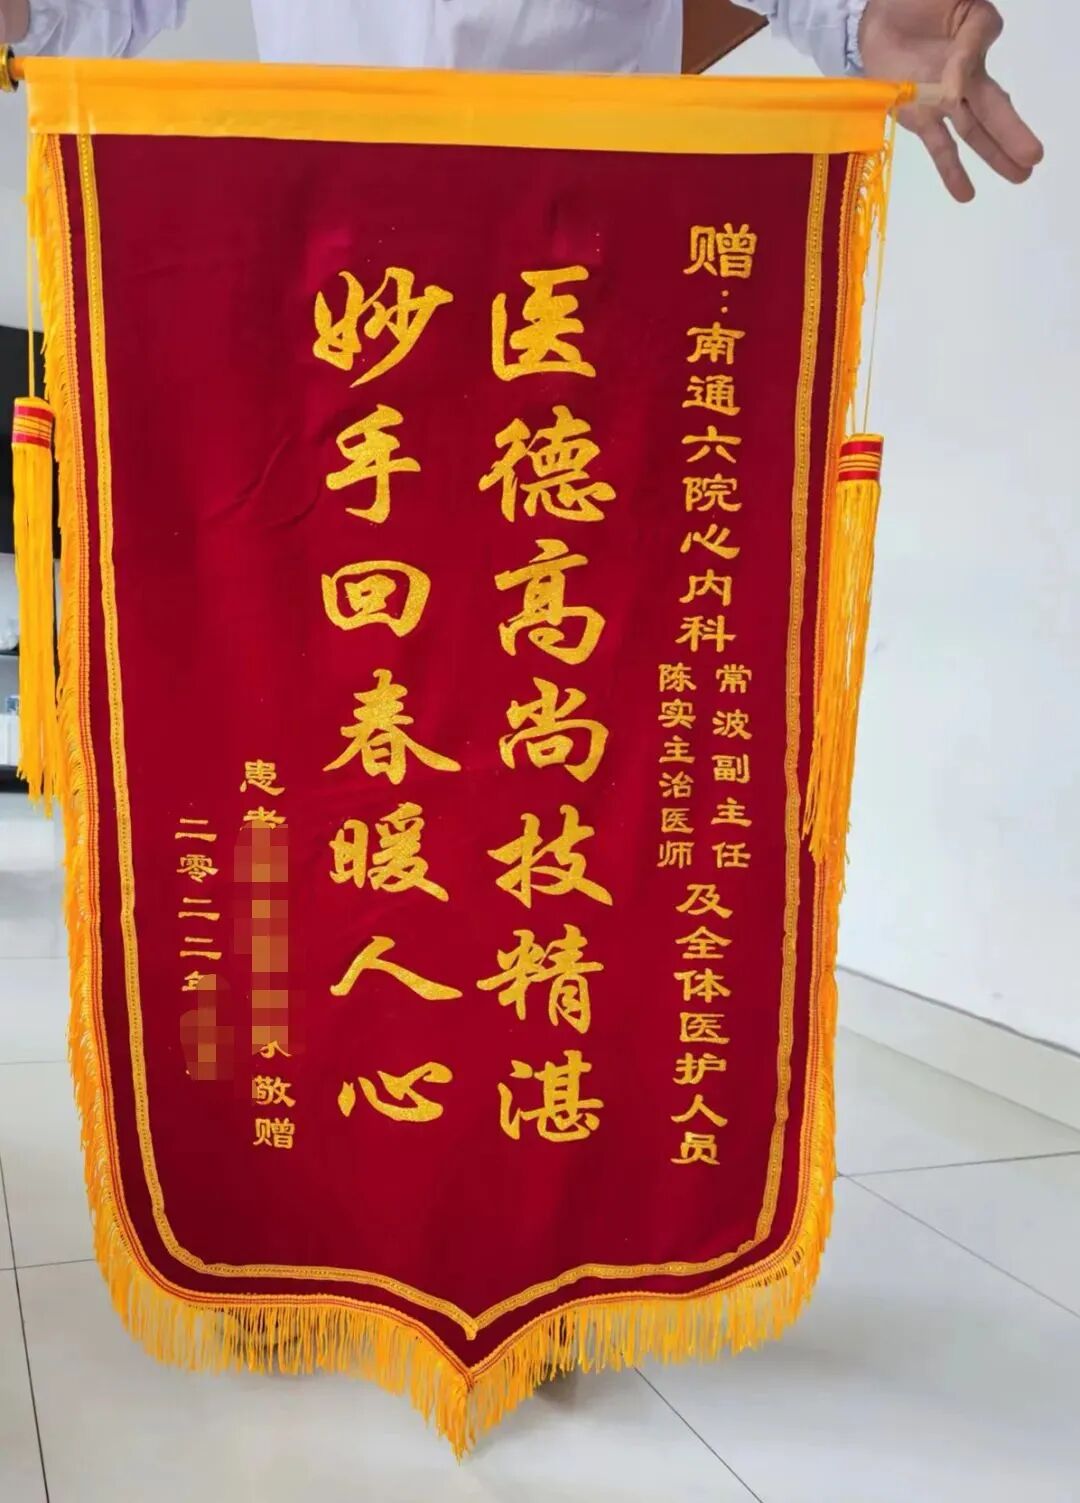 赠：南通六院心内科
常波副主任
陈实主治医师
及全体医护人员
医德高尚技精湛
妙手回春暖人心
患者
敬赠
二零二二年